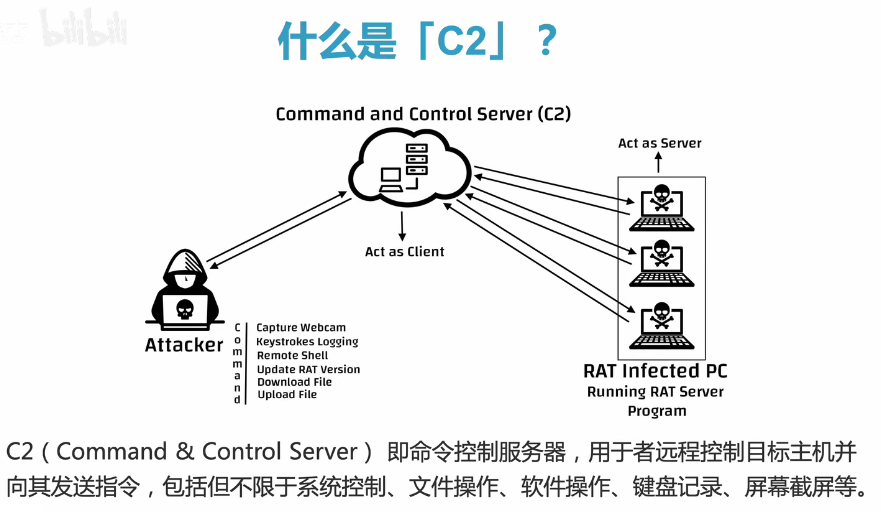 bilibili
什么是「C2」？
Command and Control Server (C2)
Act as Server
Act as Client
Attacker
Command
Capture Webcam
Keystrokes Logging
Remote Shell
Update RAT Version
Download File
Upload File
RAT Infected PC
Running RAT Server
Program
C2（Command & Control Server） 即命令控制服务器，用于者远程控制目标主机并
向其发送指令，包括但不限于系统控制、文件操作、软件操作、键盘记录、屏幕截屏等。